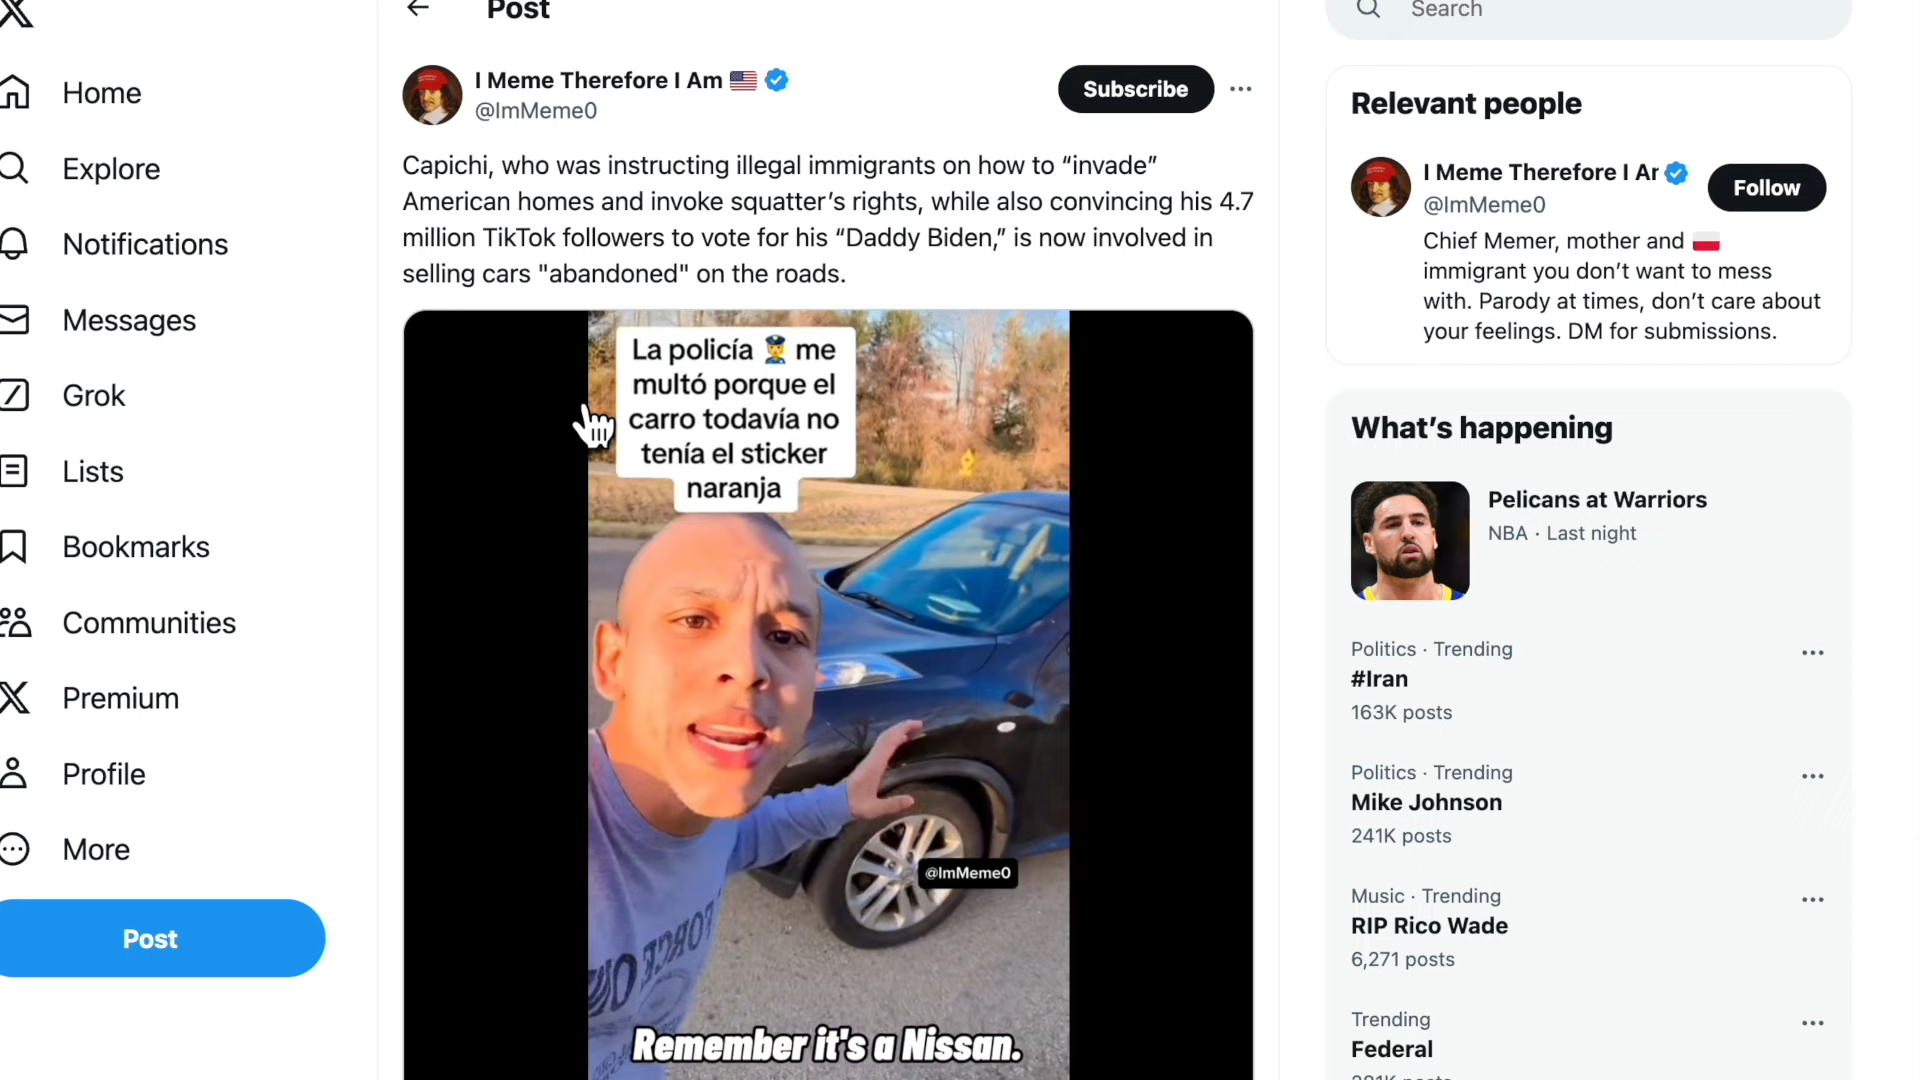 Post
Search
Home
Explore
Notifications
Messages
Grok
Lists
Bookmarks
Communities
Premium
Profile
More
Post
I Meme Therefore I Am
@ImMeme0
Subscribe
Capichi, who was instructing illegal immigrants on how to “invade”
American homes and invoke squatter’s rights, while also convincing his 4.7
million TikTok followers to vote for his “Daddy Biden,” is now involved in
selling cars "abandoned" on the roads.
La policía me
multó porque el
carro todavía no
tenía el sticker
naranja
@ImMeme0
Remember it's a Nissan.
Relevant people
I Meme Therefore I Ar
@ImMeme0
Follow
Chief Memer, mother and
immigrant you don’t want to mess
with. Parody at times, don’t care about
your feelings. DM for submissions.
What’s happening
Pelicans at Warriors
NBA · Last night
Politics · Trending
#Iran
163K posts
Politics · Trending
Mike Johnson
241K posts
Music · Trending
RIP Rico Wade
6,271 posts
Trending
Federal